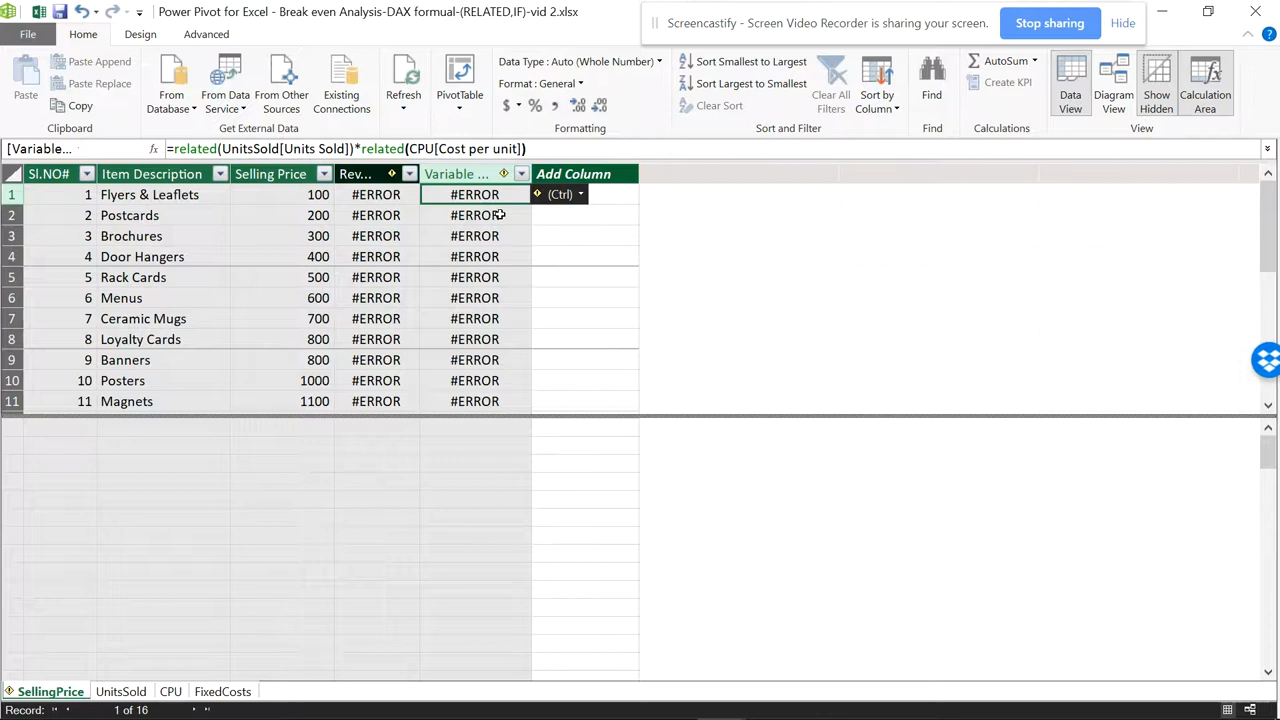 Power Pivot for Excel - Break even Analysis-DAX formual-(RELATED,IF)-vid 2.xlsx
Screencastify - Screen Video Recorder is sharing your screen. Stop sharing Hide
File Home Design Advanced
Paste
Paste Append
Paste Replace
Copy
Clipboard
From Database
From Data Service
From Other Sources
Existing Connections
Get External Data
Refresh
PivotTable
Data Type : Auto (Whole Number)
Format : General
$ % ,
Formatting
Sort Smallest to Largest
Sort Largest to Smallest
Clear Sort
Clear All Filters
Sort by Column
Sort and Filter
Find
Find
AutoSum
Create KPI
Calculations
Data View
Diagram View
Show Hidden
Calculation Area
View
[Variable... fx =related(UnitsSold[Units Sold])*related(CPU[Cost per unit])
Sl.NO# Item Description Selling Price Rev... Variable ... Add Column
1 1 Flyers & Leaflets 100 #ERROR #ERROR (Ctrl)
2 2 Postcards 200 #ERROR #ERROR
3 3 Brochures 300 #ERROR #ERROR
4 4 Door Hangers 400 #ERROR #ERROR
5 5 Rack Cards 500 #ERROR #ERROR
6 6 Menus 600 #ERROR #ERROR
7 7 Ceramic Mugs 700 #ERROR #ERROR
8 8 Loyalty Cards 800 #ERROR #ERROR
9 9 Banners 800 #ERROR #ERROR
10 10 Posters 1000 #ERROR #ERROR
11 11 Magnets 1100 #ERROR #ERROR
SellingPrice UnitsSold CPU FixedCosts
Record: 1 of 16